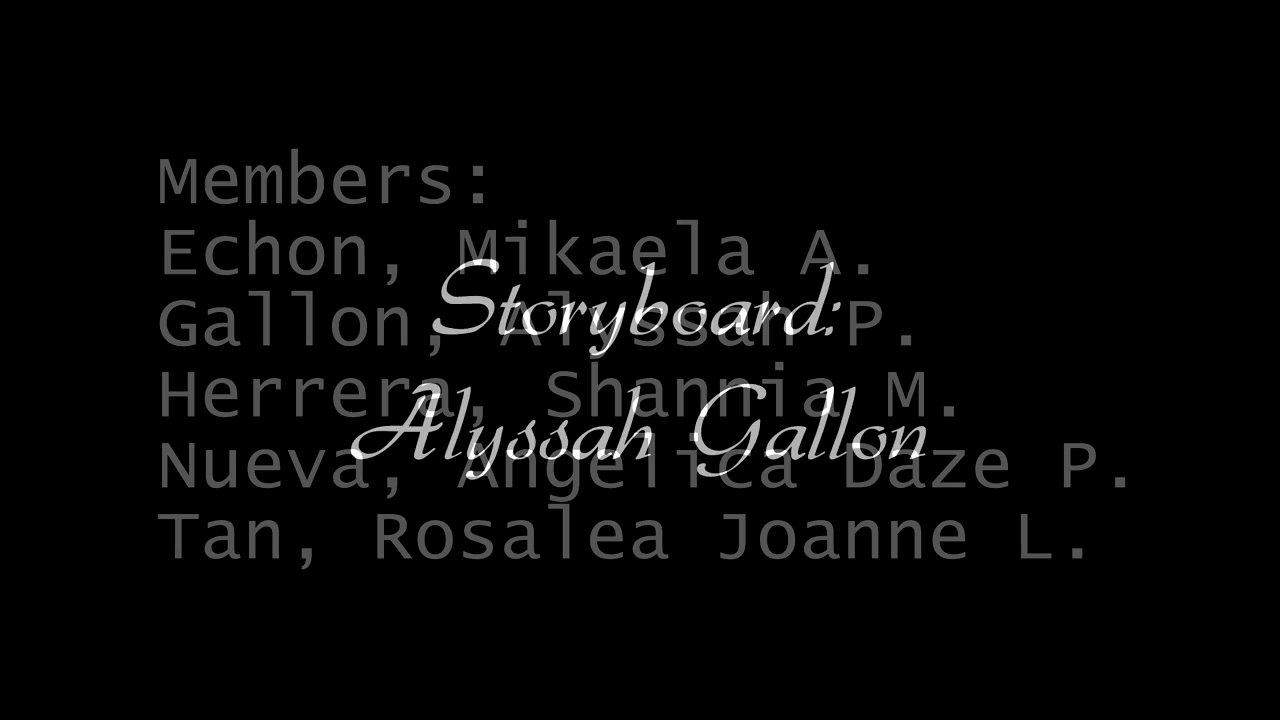 Members:
Echon, Mikaela A.
Storyboard:
Gallon, Alyssah P.
Herrera, Shannia M.
Alyssah Gallon
Nueva, Angelica Daze P.
Tan, Rosalea Joanne L.